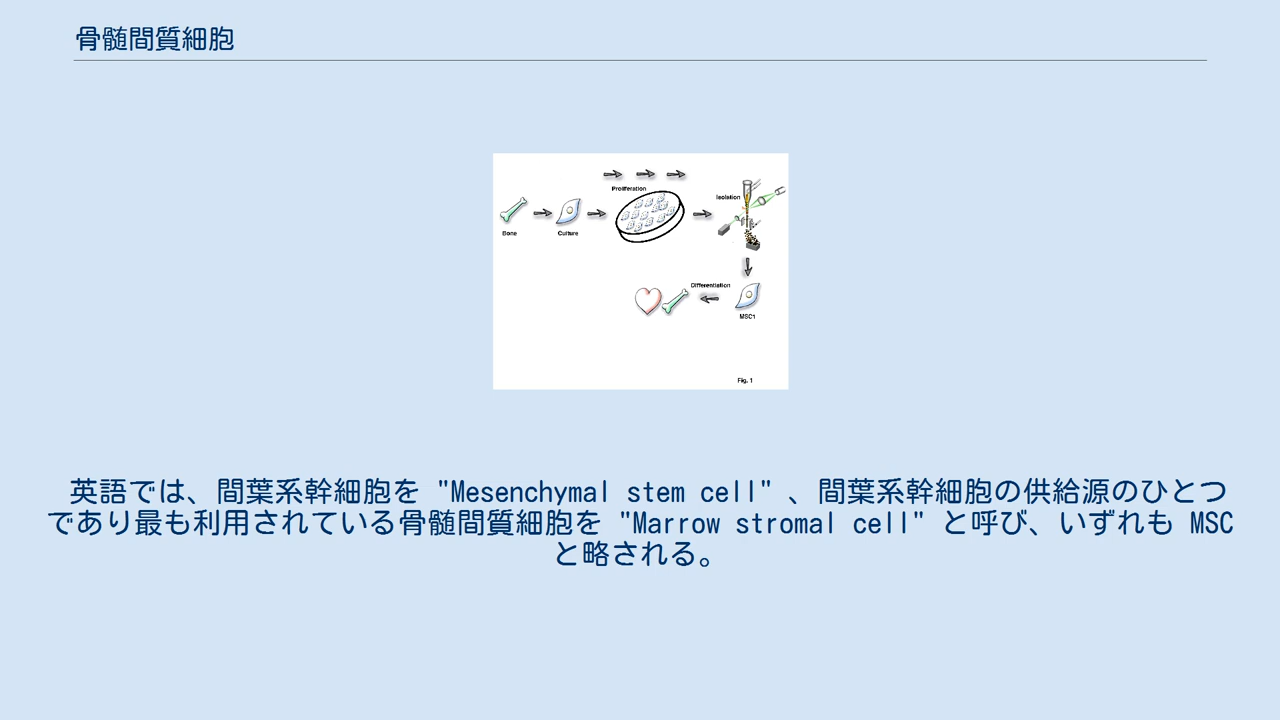 骨髄間質細胞
Proliferation
Isolation
Bone
Culture
Differentiation
MSC1
Fig. 1
英語では、間葉系幹細胞を "Mesenchymal stem cell" 、間葉系幹細胞の供給源のひとつ
であり最も利用されている骨髄間質細胞を "Marrow stromal cell" と呼び、いずれも MSC
と略される。